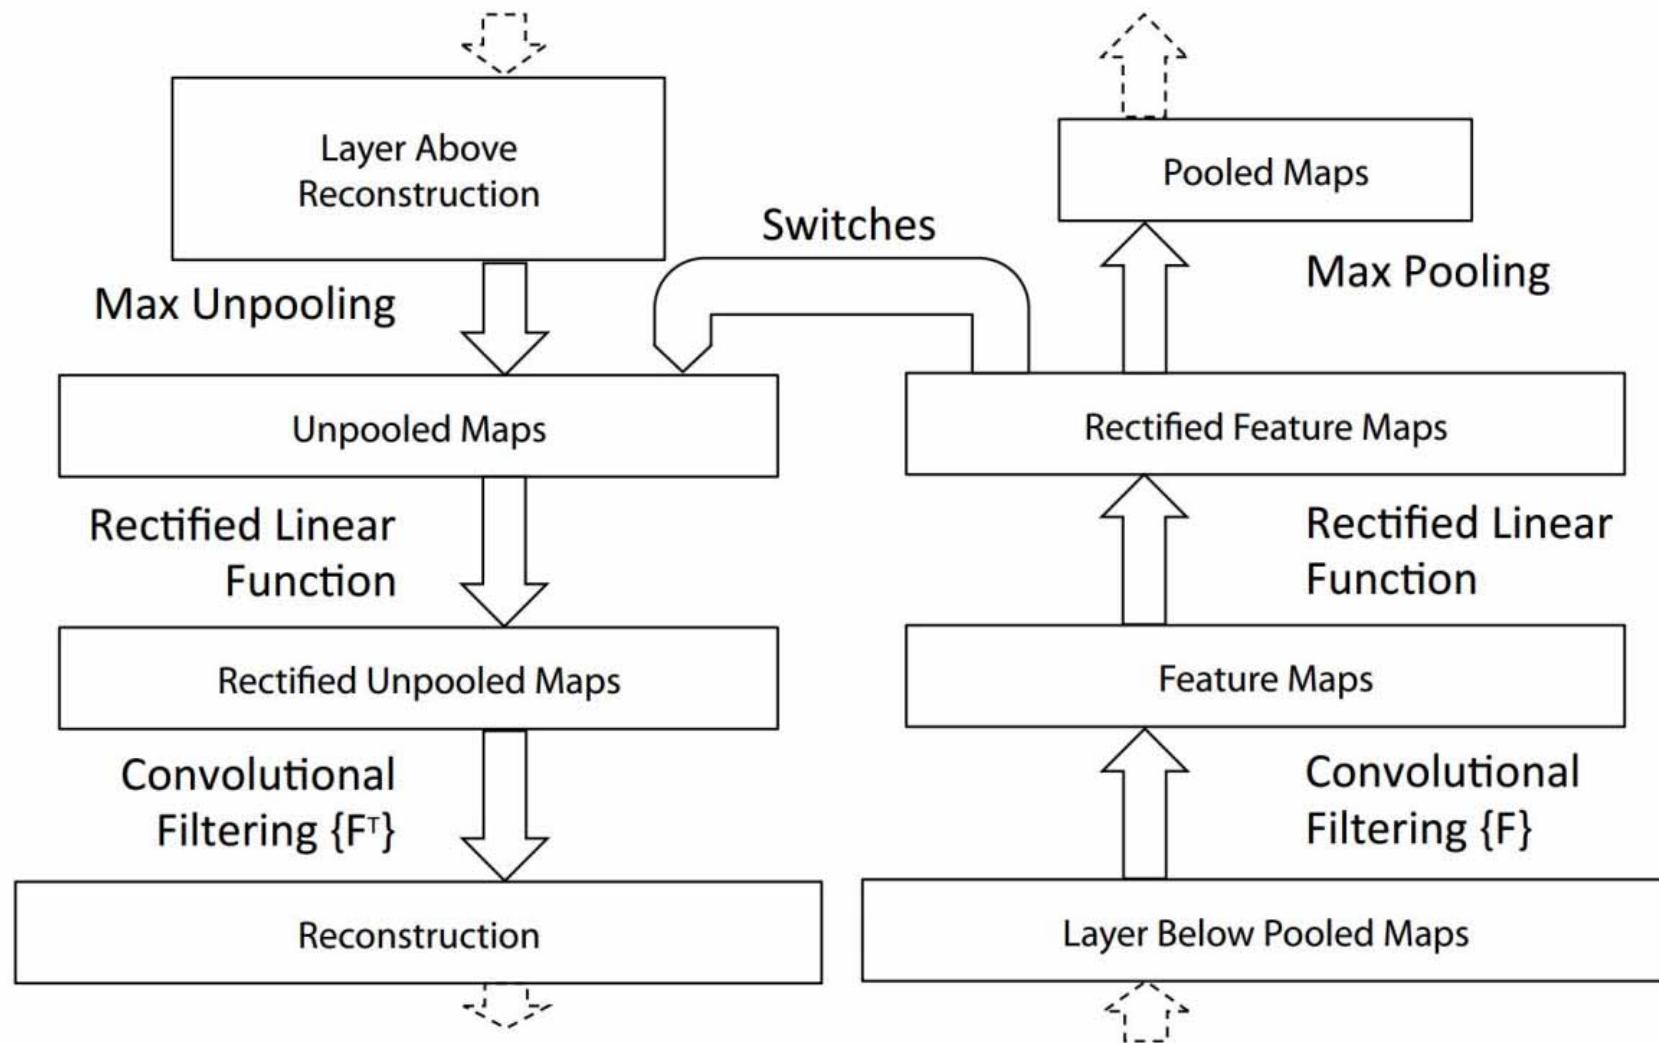 Layer Above
Reconstruction
Max Unpooling
Unpooled Maps
Rectified Linear
Function
Rectified Unpooled Maps
Convolutional
Filtering {Fᵀ}
Reconstruction
Switches
Pooled Maps
Max Pooling
Rectified Feature Maps
Rectified Linear
Function
Feature Maps
Convolutional
Filtering {F}
Layer Below Pooled Maps